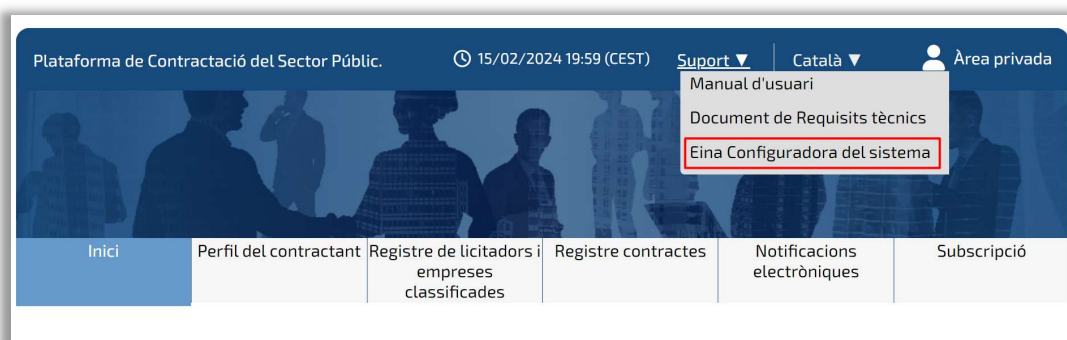 Plataforma de Contractació del Sector Públic.
15/02/2024 19:59 (CEST)
Suport ▼
Català ▼
Àrea privada
Manual d'usuari
Document de Requisits tècnics
Eina Configuradora del sistema
Inici
Perfil del contractant
Registre de licitadors i
empreses
classificades
Registre contractes
Notificacions
electròniques
Subscripció